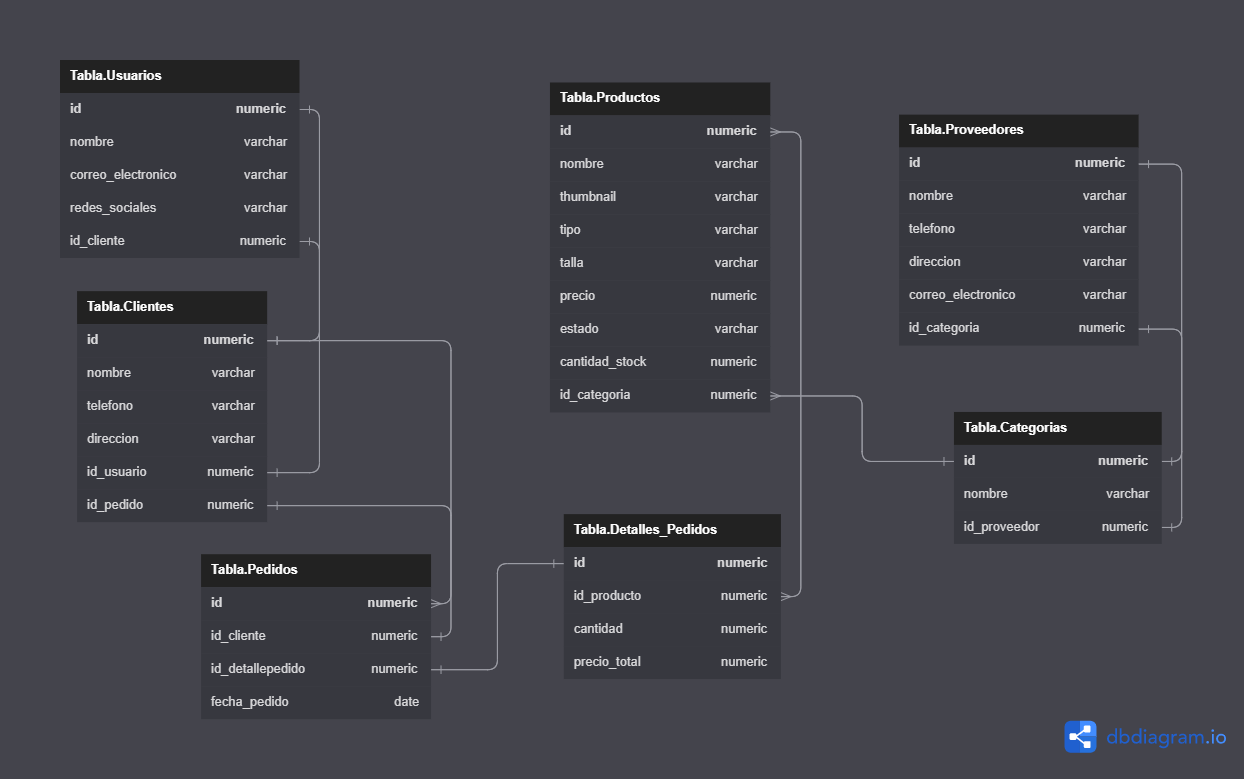 Tabla.Usuarios
id numeric
nombre varchar
correo_electronico varchar
redes_sociales varchar
id_cliente numeric
Tabla.Clientes
id numeric
nombre varchar
telefono varchar
direccion varchar
id_usuario numeric
id_pedido numeric
Tabla.Pedidos
id numeric
id_cliente numeric
id_detallepedido numeric
fecha_pedido date
Tabla.Productos
id numeric
nombre varchar
thumbnail varchar
tipo varchar
talla varchar
precio numeric
estado varchar
cantidad_stock numeric
id_categoria numeric
Tabla.Detalles_Pedidos
id numeric
id_producto numeric
cantidad numeric
precio_total numeric
Tabla.Proveedores
id numeric
nombre varchar
telefono varchar
direccion varchar
correo_electronico varchar
id_categoria numeric
Tabla.Categorias
id numeric
nombre varchar
id_proveedor numeric
dbdiagram.io